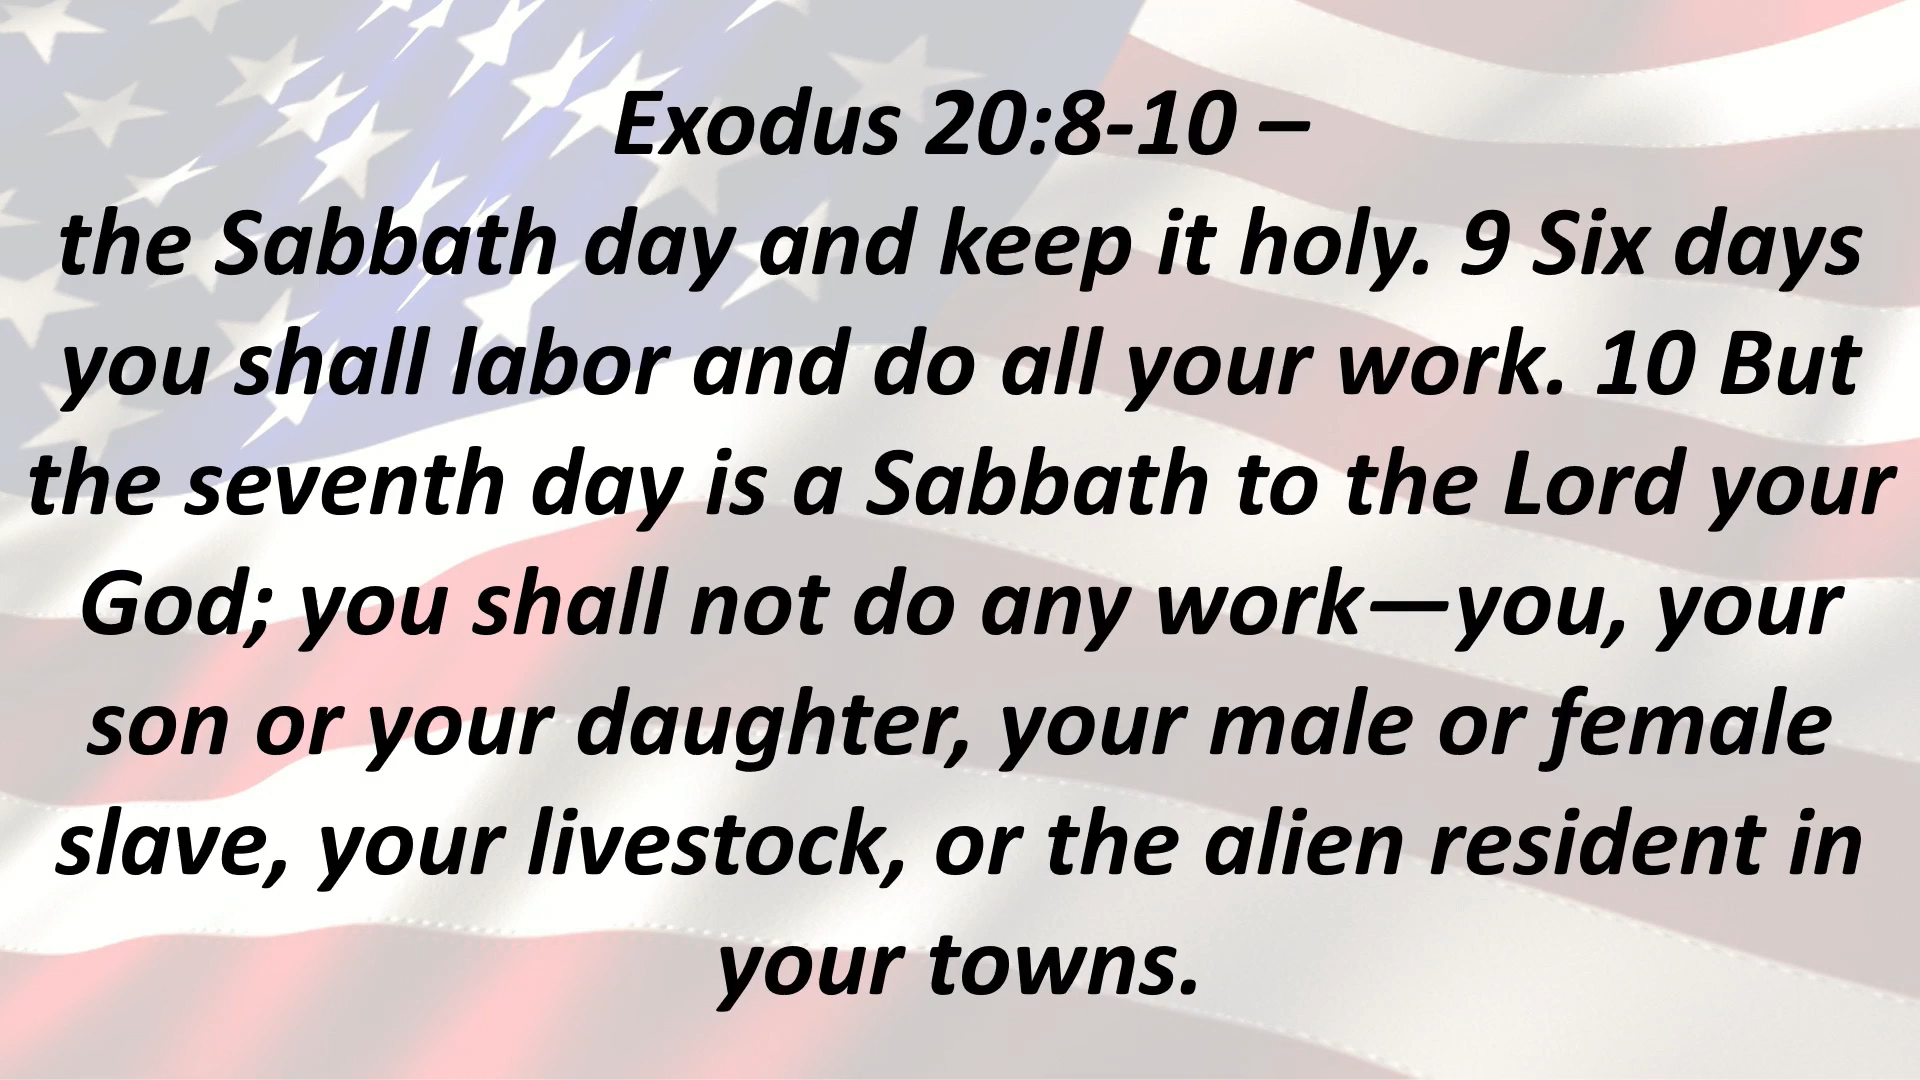 Exodus 20:8-10 –
the Sabbath day and keep it holy. 9 Six days
you shall labor and do all your work. 10 But
the seventh day is a Sabbath to the Lord your
God; you shall not do any work—you, your
son or your daughter, your male or female
slave, your livestock, or the alien resident in
your towns.